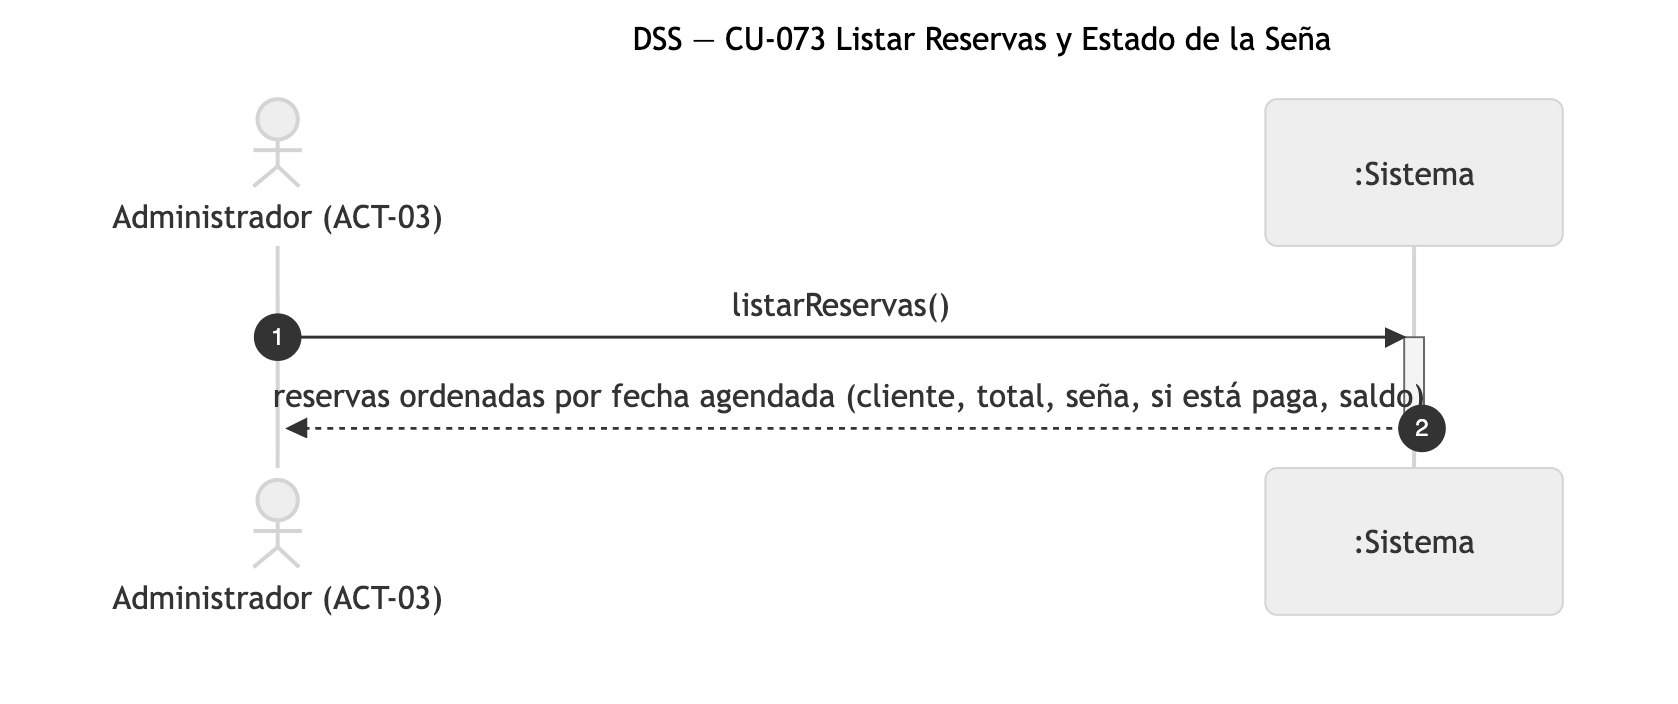 DSS — CU-073 Listar Reservas y Estado de la Seña
Administrador (ACT-03)
:Sistema
listarReservas()
1
reservas ordenadas por fecha agendada (cliente, total, seña, si está paga, saldo)
2
Administrador (ACT-03)
:Sistema